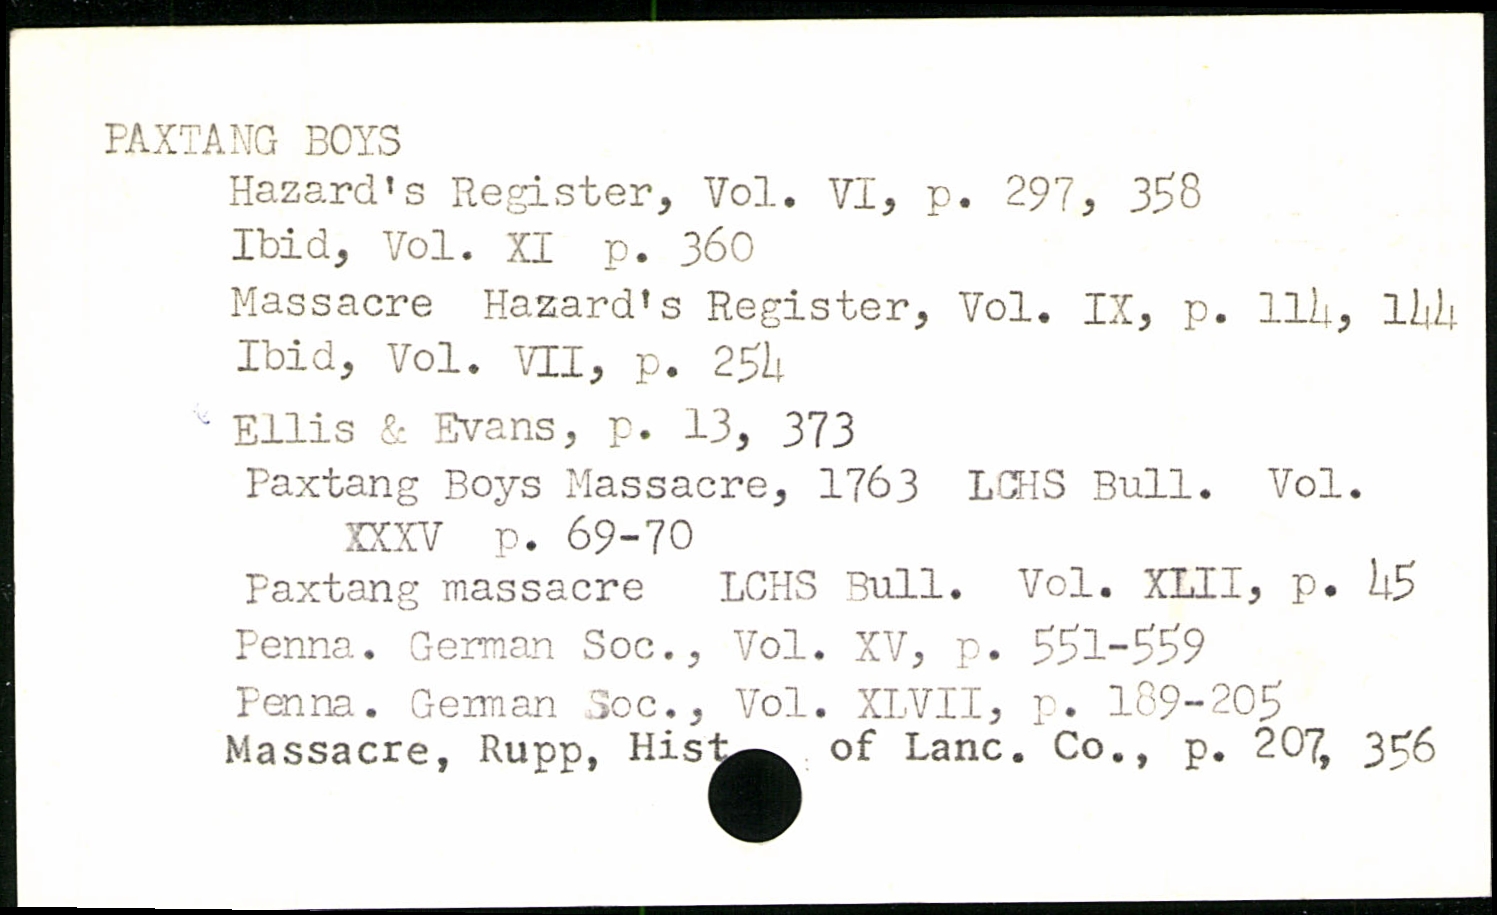 PAXTANG BOYS
Hazard's Register, Vol. VI, p. 297, 358
Ibid, Vol. XI p. 360
Massacre Hazard's Register, Vol. IX, p. 114, 144
Ibid, Vol. VII, p. 254
Ellis & Evans, p. 13, 373
Paxtang Boys Massacre, 1763 LCHS Bull. Vol.
XXXV p. 69-70
Paxtang massacre LCHS Bull. Vol. XLII, p. 45
Penna. German Soc., Vol. XV, p. 551-559
Penna. German Soc., Vol. XLVII, p. 189-205
Massacre, Rupp, Hist of Lanc. Co., p. 207, 356